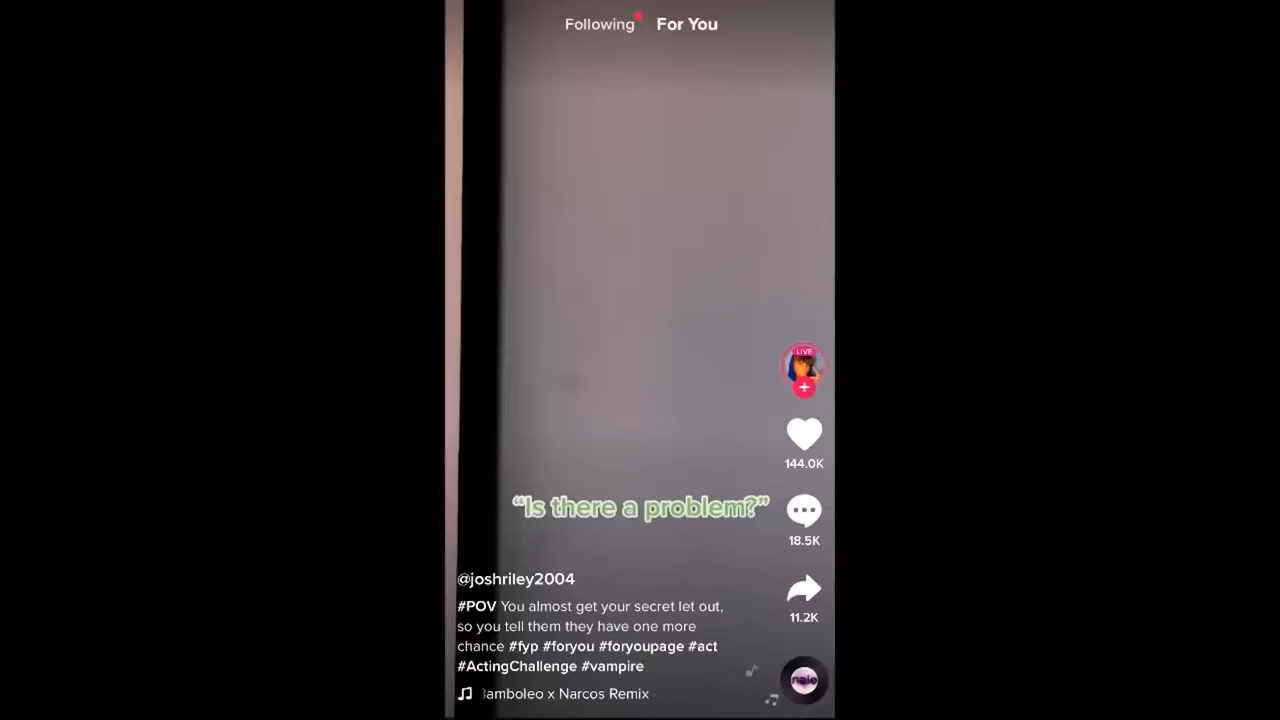 Following For You
LIVE
144.0K
"Is there a problem?"
18.5K
@joshriley2004
#POV You almost get your secret let out,
so you tell them they have one more
chance #fyp #foryou #foryoupage #act
#ActingChallenge #vampire
11.2K
amboleo x Narcos Remix
naio